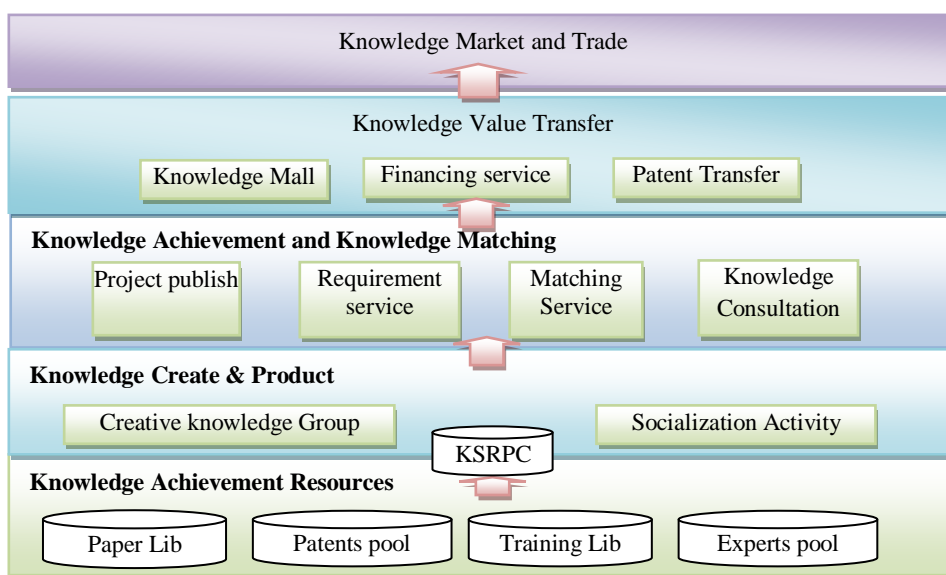 Knowledge Market and Trade
Knowledge Value Transfer
Knowledge Mall
Financing service
Patent Transfer
Knowledge Achievement and Knowledge Matching
Project publish
Requirement
service
Matching
Service
Knowledge
Consultation
Knowledge Create & Product
Creative knowledge Group
Socialization Activity
KSRPC
Knowledge Achievement Resources
Paper Lib
Patents pool
Training Lib
Experts pool